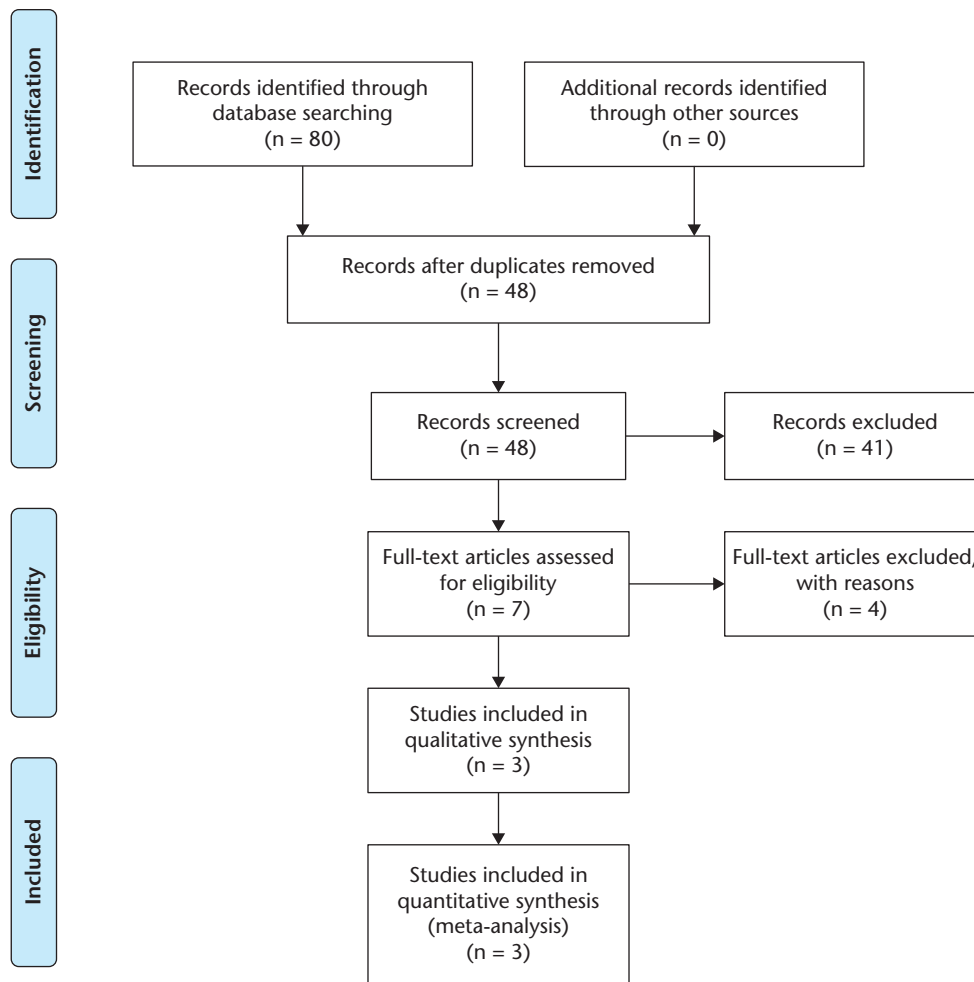 Identification
Records identified through
database searching
(n = 80)
Additional records identified
through other sources
(n = 0)
Screening
Records after duplicates removed
(n = 48)
Records screened
(n = 48)
Records excluded
(n = 41)
Eligibility
Full-text articles assessed
for eligibility
(n = 7)
Full-text articles excluded,
with reasons
(n = 4)
Studies included in
qualitative synthesis
(n = 3)
Included
Studies included in
quantitative synthesis
(meta-analysis)
(n = 3)